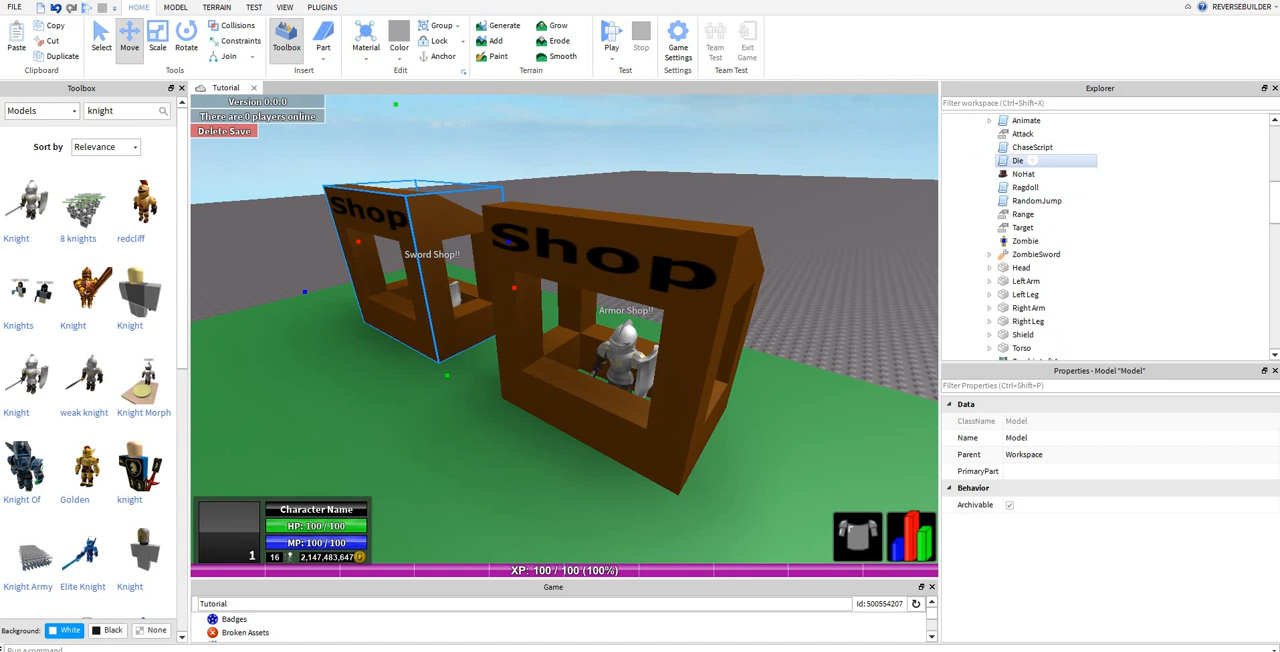 FILE HOME MODEL TERRAIN TEST VIEW PLUGINS REVERSEBUILDER
Paste Copy Cut Duplicate Clipboard
Select Move Scale Rotate Collisions Constraints Join Tools
Toolbox Part Insert
Material Color Group Lock Anchor Edit
Generate Add Paint Grow Erode Smooth Terrain
Play Stop Test
Game Settings Settings
Team Test Exit Game Team Test
Toolbox
Models knight
Sort by Relevance
Knight 8 knights redcliff
Knights Knight Knight
Knight weak knight Knight Morph
Knight Of Golden knight
Knight Army Elite Knight Knight
Background: White Black None
Run a command
Tutorial
Version 0.0.0
There are 0 players online
Delete Save
Shop
Sword Shop!!
Shop
Armor Shop!!
Character Name
HP: 100 / 100
MP: 100 / 100
1 16 2,147,483,647 G
XP: 100 / 100 (100%)
Game
Tutorial Id:500554207
Badges
Broken Assets
Explorer
Filter workspace (Ctrl+Shift+X)
Animate
Attack
ChaseScript
Die
NoHat
Ragdoll
RandomJump
Range
Target
Zombie
ZombieSword
Head
Left Arm
Left Leg
Right Arm
Right Leg
Shield
Torso
Properties - Model "Model"
Filter Properties (Ctrl+Shift+P)
Data
ClassName Model
Name Model
Parent Workspace
PrimaryPart
Behavior
Archivable